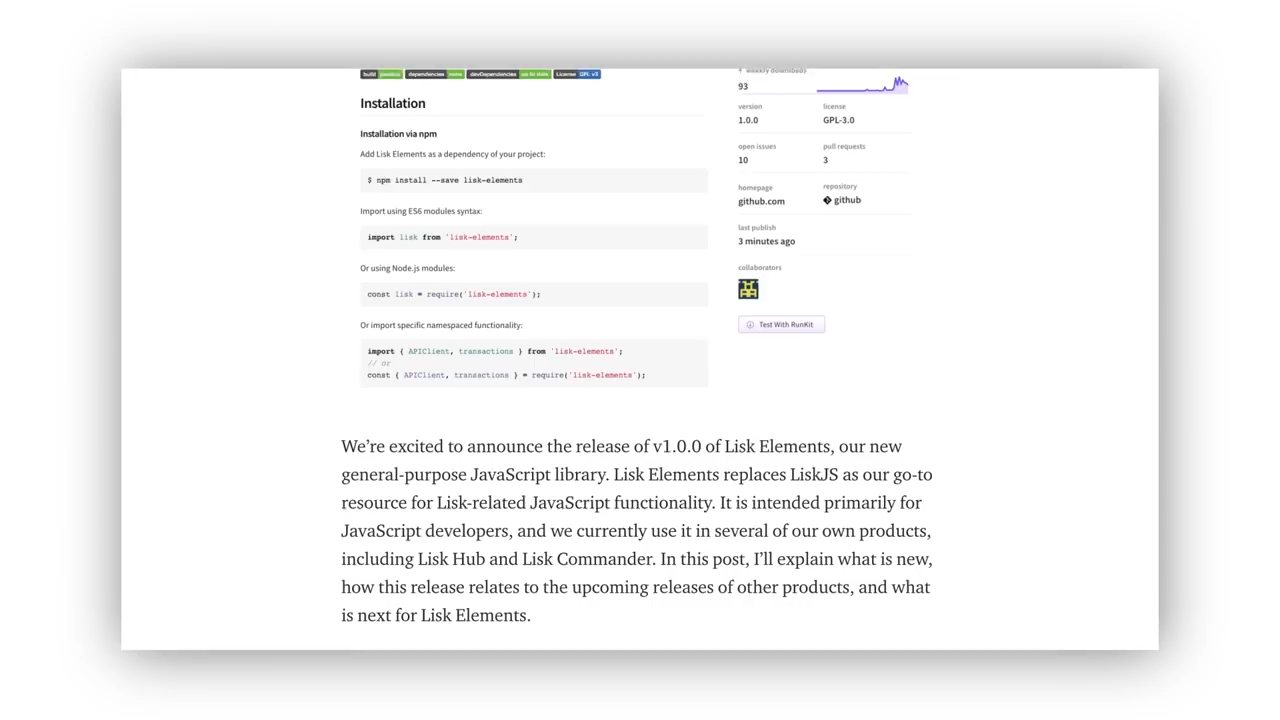 build passing dependencies none devDependencies up to date License GPL v3
Installation
Installation via npm
Add Lisk Elements as a dependency of your project:
$ npm install --save lisk-elements
Import using ES6 modules syntax:
import lisk from 'lisk-elements';
Or using Node.js modules:
const lisk = require('lisk-elements');
Or import specific namespaced functionality:
import { APIClient, transactions } from 'lisk-elements';
// or
const { APIClient, transactions } = require('lisk-elements');
weekly downloads
93
version license
1.0.0 GPL-3.0
open issues pull requests
10 3
homepage repository
github.com github
last publish
3 minutes ago
collaborators
Test With RunKit
We're excited to announce the release of v1.0.0 of Lisk Elements, our new
general-purpose JavaScript library. Lisk Elements replaces LiskJS as our go-to
resource for Lisk-related JavaScript functionality. It is intended primarily for
JavaScript developers, and we currently use it in several of our own products,
including Lisk Hub and Lisk Commander. In this post, I'll explain what is new,
how this release relates to the upcoming releases of other products, and what
is next for Lisk Elements.